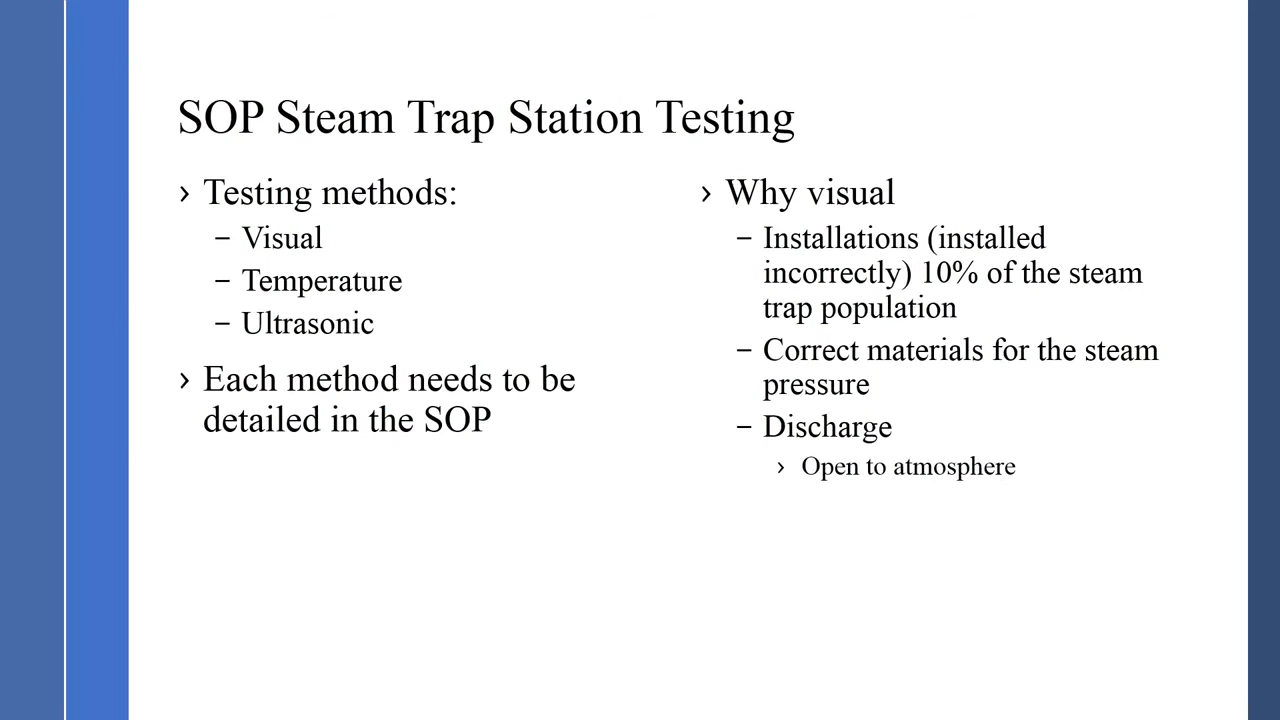 SOP Steam Trap Station Testing
› Testing methods:
– Visual
– Temperature
– Ultrasonic
› Each method needs to be
detailed in the SOP
› Why visual
– Installations (installed
incorrectly) 10% of the steam
trap population
– Correct materials for the steam
pressure
– Discharge
› Open to atmosphere